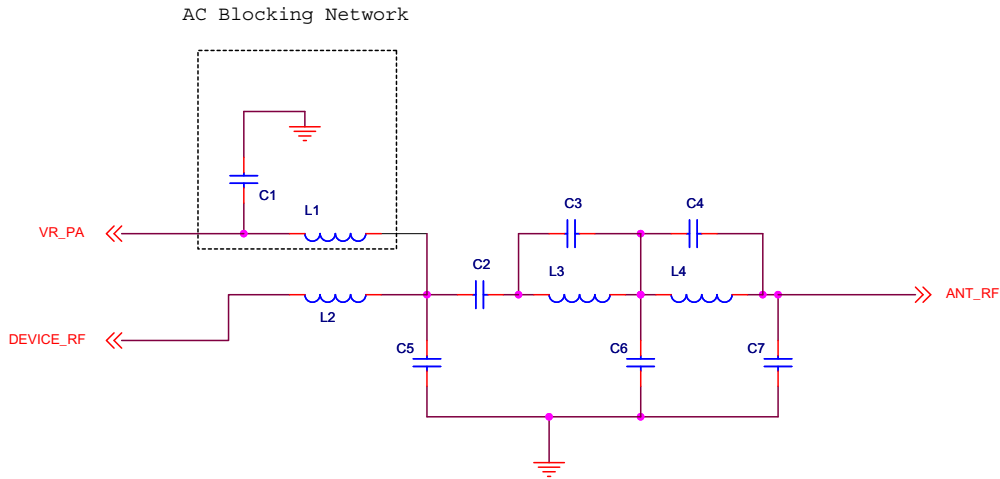 AC Blocking Network
C1
L1
VR_PA
C3
C4
C2
L3
L4
ANT_RF
L2
DEVICE_RF
C5
C6
C7